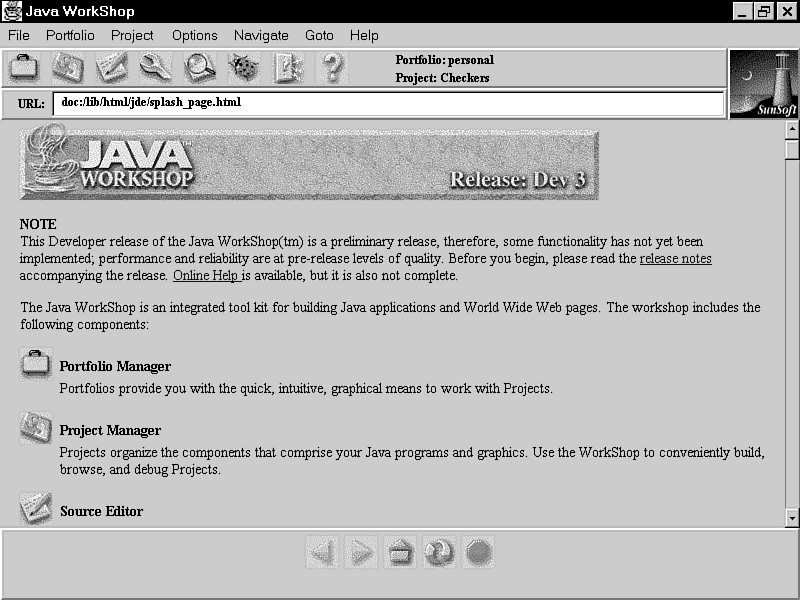 Java WorkShop
File Portfolio Project Options Navigate Goto Help
Portfolio: personal
Project: Checkers
URL: doc:/lib/html/jde/splash_page.html
SunSoft
JAVA™
WORKSHOP
Release: Dev 3
NOTE
This Developer release of the Java WorkShop(tm) is a preliminary release, therefore, some functionality has not yet been
implemented; performance and reliability are at pre-release levels of quality. Before you begin, please read the release notes
accompanying the release. Online Help is available, but it is also not complete.
The Java WorkShop is an integrated tool kit for building Java applications and World Wide Web pages. The workshop includes the
following components:
Portfolio Manager
Portfolios provide you with the quick, intuitive, graphical means to work with Projects.
Project Manager
Projects organize the components that comprise your Java programs and graphics. Use the WorkShop to conveniently build,
browse, and debug Projects.
Source Editor